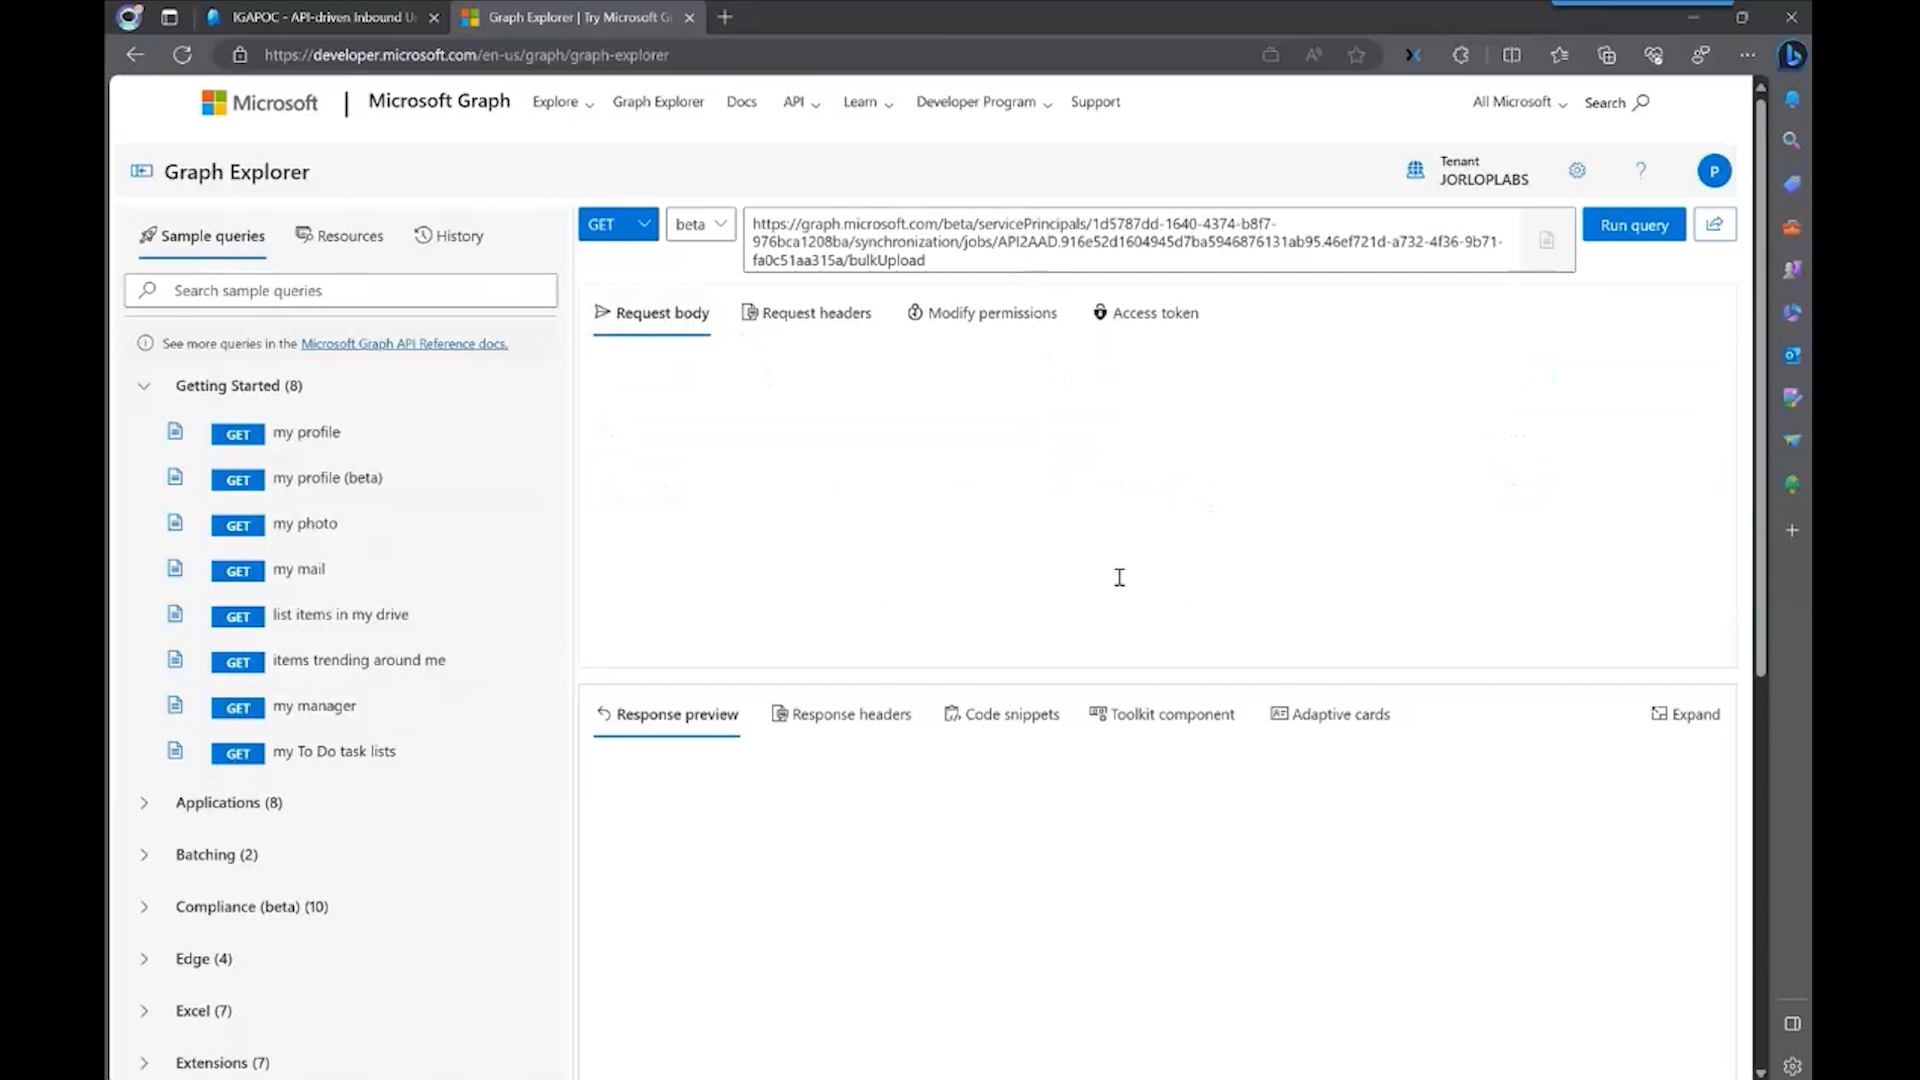 IGAPOC - API-driven Inbound U
Graph Explorer | Try Microsoft G
https://developer.microsoft.com/en-us/graph/graph-explorer
Microsoft | Microsoft Graph
Explore
Graph Explorer
Docs
API
Learn
Developer Program
Support
All Microsoft
Search
Graph Explorer
Tenant
JORLOPLABS
?
P
Sample queries
Resources
History
GET
beta
https://graph.microsoft.com/beta/servicePrincipals/1d5787dd-1640-4374-b8f7-
976bca1208ba/synchronization/jobs/API2AAD.916e52d1604945d7ba5946876131ab95.46ef721d-a732-4f36-9b71-
fa0c51aa315a/bulkUpload
Run query
Search sample queries
Request body
Request headers
Modify permissions
Access token
See more queries in the Microsoft Graph API Reference docs.
Getting Started (8)
GET my profile
GET my profile (beta)
GET my photo
GET my mail
GET list items in my drive
GET items trending around me
GET my manager
GET my To Do task lists
Applications (8)
Batching (2)
Compliance (beta) (10)
Edge (4)
Excel (7)
Extensions (7)
Response preview
Response headers
Code snippets
Toolkit component
Adaptive cards
Expand